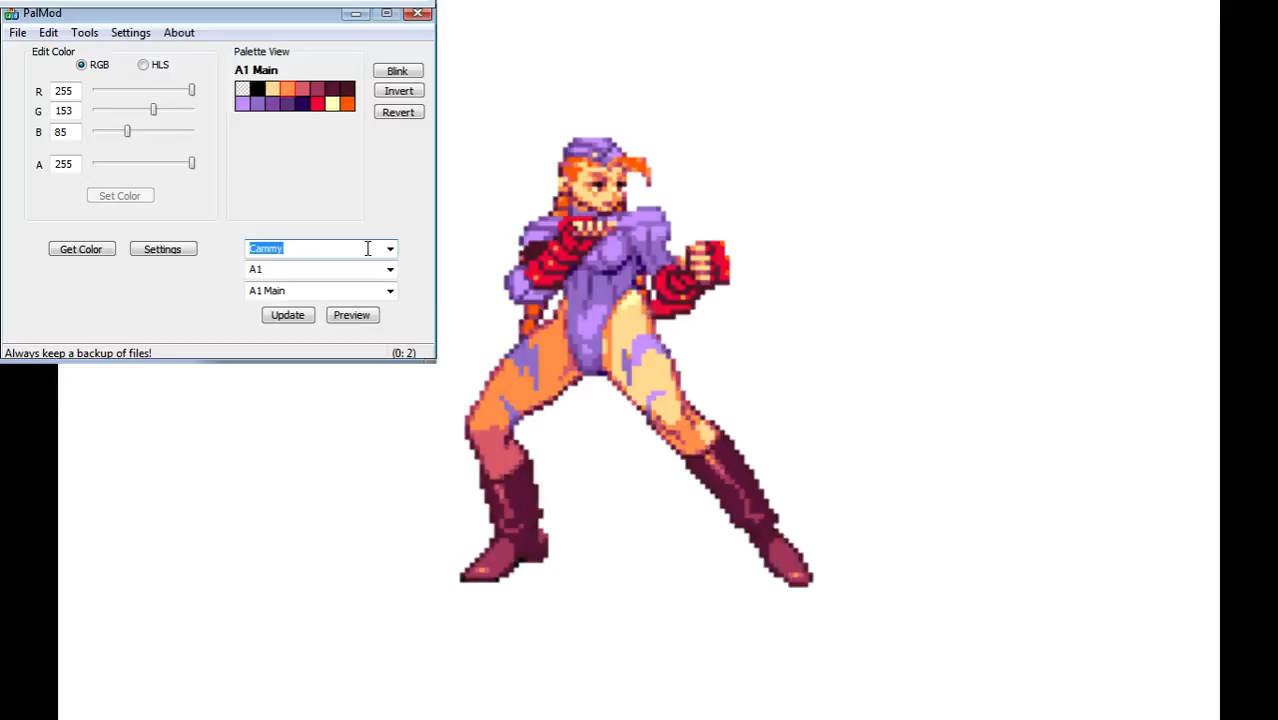 PalMod
File Edit Tools Settings About
Edit Color
RGB HLS
R 255
G 153
B 85
A 255
Set Color
Palette View
A1 Main
Blink
Invert
Revert
Get Color Settings
Cammy
A1
A1 Main
Update Preview
Always keep a backup of files! (0: 2)